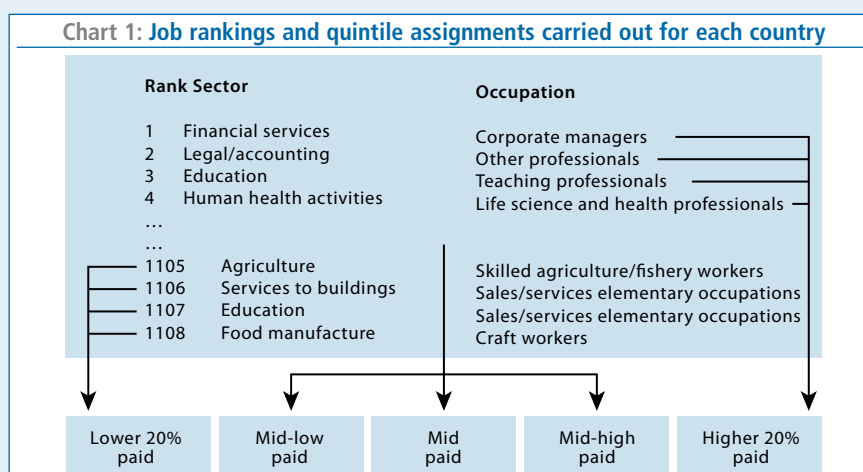 Chart 1: Job rankings and quintile assignments carried out for each country
Rank Sector Occupation
1 Financial services Corporate managers
2 Legal/accounting Other professionals
3 Education Teaching professionals
4 Human health activities Life science and health professionals
…
…
1105 Agriculture Skilled agriculture/fishery workers
1106 Services to buildings Sales/services elementary occupations
1107 Education Sales/services elementary occupations
1108 Food manufacture Craft workers
Lower 20% paid
Mid-low paid
Mid paid
Mid-high paid
Higher 20% paid